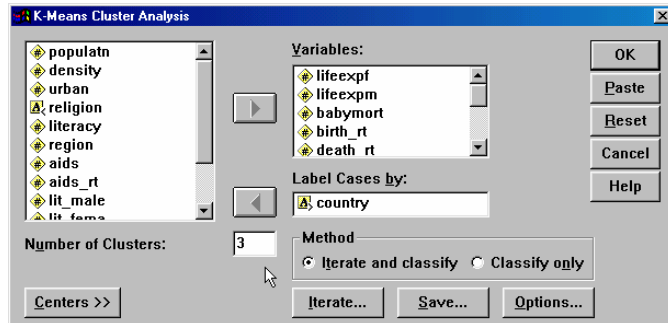 K-Means Cluster Analysis
populatn
density
urban
religion
literacy
region
aids
aids_rt
lit_male
lit_fema
Variables:
lifeexpf
lifeexpm
babymort
birth_rt
death_rt
Label Cases by:
country
Number of Clusters:
3
Method
Iterate and classify
Classify only
Centers >>
Iterate...
Save...
Options...
OK
Paste
Reset
Cancel
Help